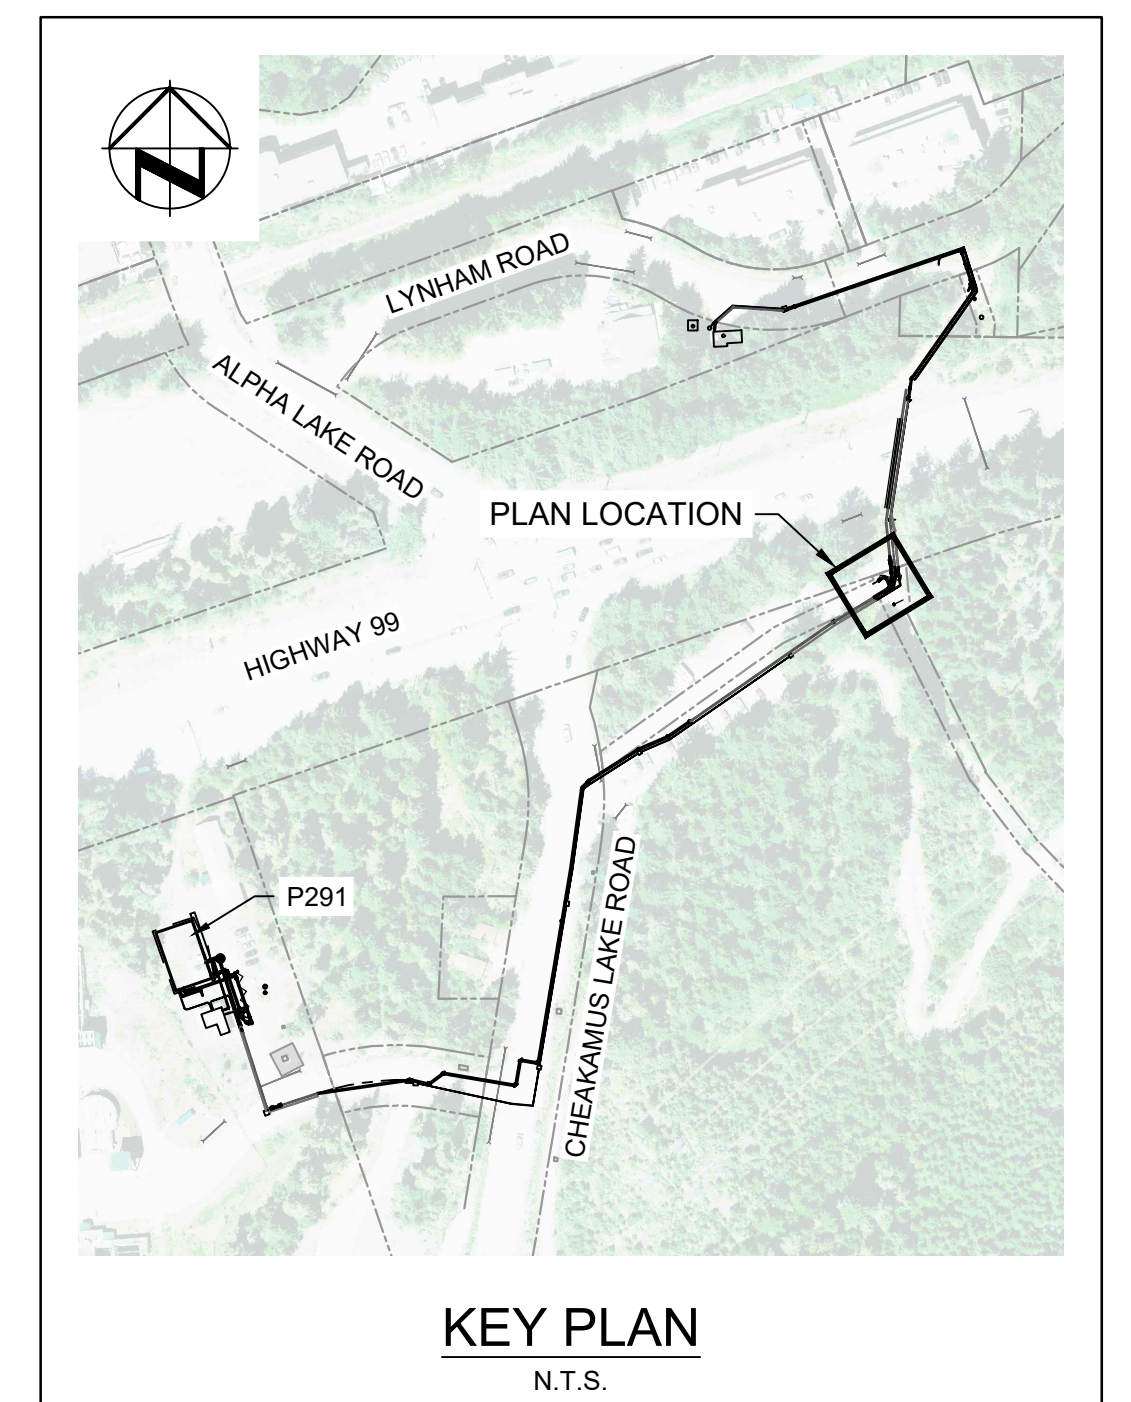 N
LYNHAM ROAD
ALPHA LAKE ROAD
PLAN LOCATION
HIGHWAY 99
P291
CHEAKAMUS LAKE ROAD
KEY PLAN
N.T.S.